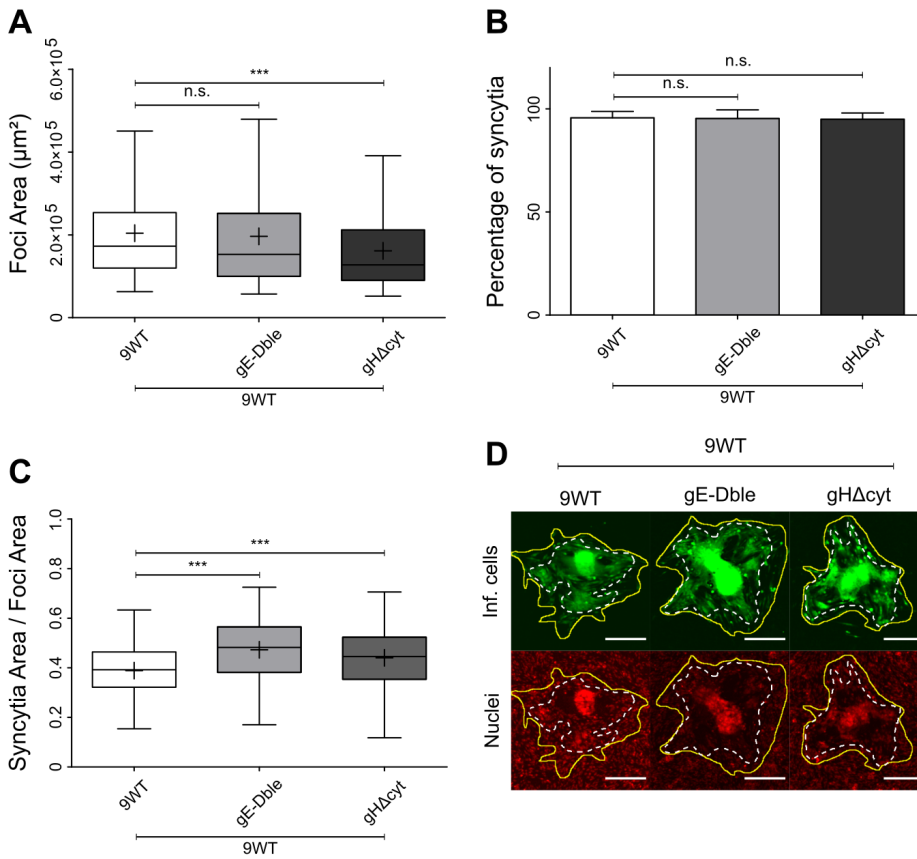 A
Foci Area (µm²)
6.0×10⁵
4.0×10⁵
2.0×10⁵
0
***
n.s.
9WT
gE-Dble
gHΔcyt
9WT
B
Percentage of syncytia
100
50
0
n.s.
n.s.
9WT
gE-Dble
gHΔcyt
9WT
C
Syncytia Area / Foci Area
1.0
0.8
0.6
0.4
0.2
0
***
***
9WT
gE-Dble
gHΔcyt
9WT
D
9WT
9WT gE-Dble gHΔcyt
Inf. cells
Nuclei